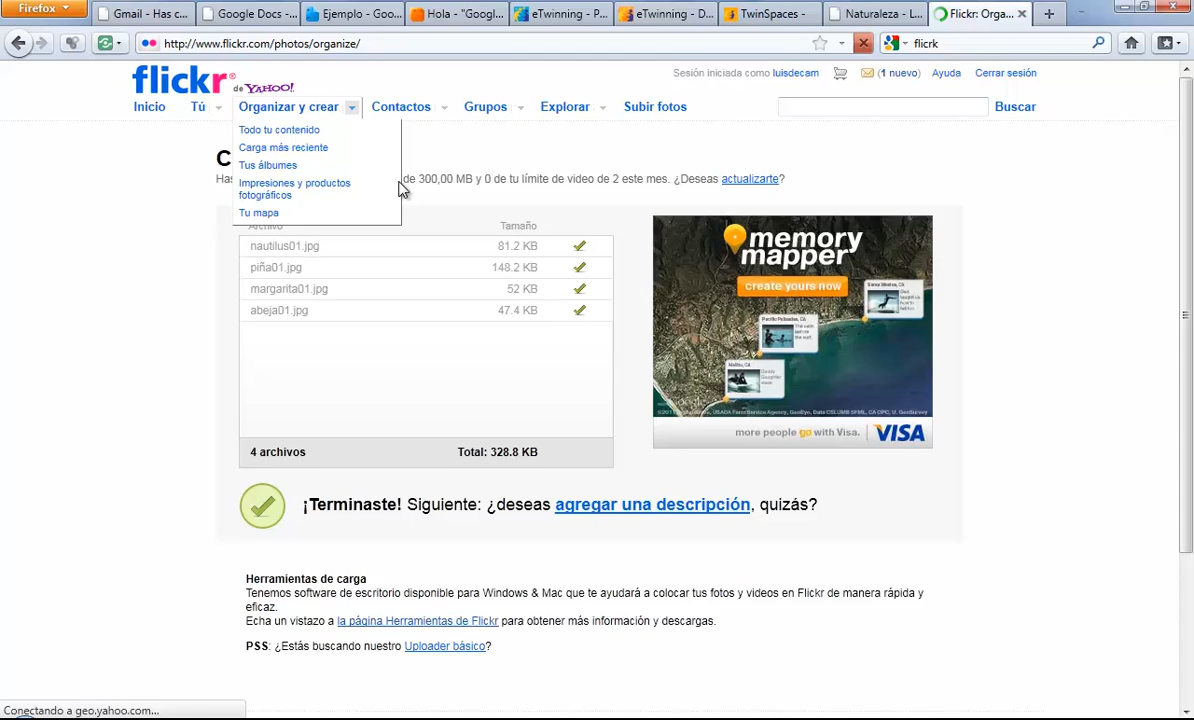 Firefox
Gmail - Has c...
Google Docs -...
Ejemplo - Goo...
Hola - "Googl...
eTwinning - P...
eTwinning - D...
TwinSpaces -
Naturaleza - L...
Flickr: Orga...
http://www.flickr.com/photos/organize/
flicrk
flickr®
de YAHOO!
Sesión iniciada como luisdecam
(1 nuevo)
Ayuda
Cerrar sesión
Inicio
Tú
Organizar y crear
Contactos
Grupos
Explorar
Subir fotos
Buscar
Todo tu contenido
Carga más reciente
Tus álbumes
Impresiones y productos
fotográficos
Tu mapa
C
Has
de 300,00 MB y 0 de tu límite de video de 2 este mes. ¿Deseas actualizarte?
Archivo
Tamaño
nautilus01.jpg
81.2 KB
piña01.jpg
148.2 KB
margarita01.jpg
52 KB
abeja01.jpg
47.4 KB
4 archivos
Total: 328.8 KB
memory
mapper
create yours now
Pacific Palisades, CA
Malibu, CA
more people go with Visa.
VISA
¡Terminaste! Siguiente: ¿deseas agregar una descripción, quizás?
Herramientas de carga
Tenemos software de escritorio disponible para Windows & Mac que te ayudará a colocar tus fotos y videos en Flickr de manera rápida y
eficaz.
Echa un vistazo a la página Herramientas de Flickr para obtener más información y descargas.
PSS: ¿Estás buscando nuestro Uploader básico?
Conectando a geo.yahoo.com...